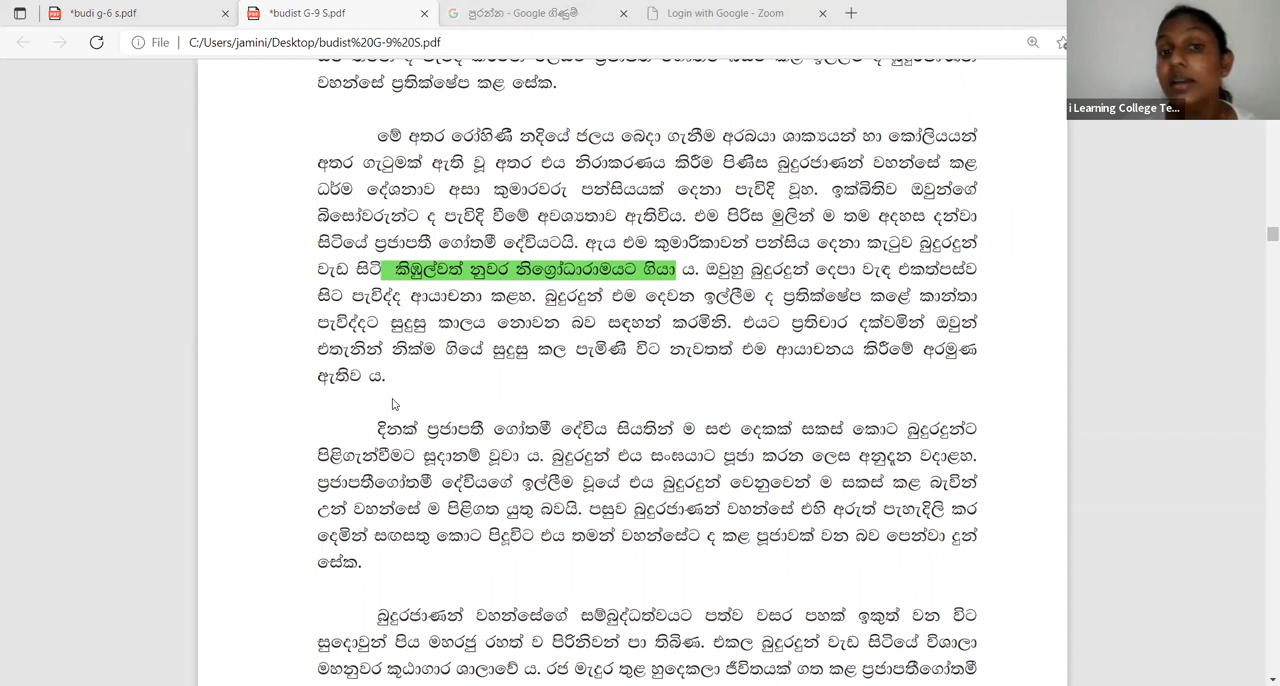 *budi g-6 s.pdf
*budist G-9 S.pdf
පුරන්න - Google ගිණුම්
Login with Google - Zoom
File
C:/Users/jamini/Desktop/budist%20G-9%20S.pdf
i Learning College Te...
වහන්සේ ප්‍රතික්ෂේප කළ සේක.
මේ අතර රෝහිණී නදියේ ජලය බෙදා ගැනීම අරබයා ශාක්‍යයන් හා කෝලියයන්
අතර ගැටුමක් ඇති වූ අතර එය නිරාකරණය කිරීම පිණිස බුදුරජාණන් වහන්සේ කළ
ධර්ම දේශනාව අසා කුමාරවරු පන්සියයක් දෙනා පැවිදි වූහ. ඉක්බිතිව ඔවුන්ගේ
බිසෝවරුන්ට ද පැවිදි වීමේ අවශ්‍යතාව ඇතිවිය. එම පිරිස මුලින් ම තම අදහස දන්වා
සිටියේ ප්‍රජාපතී ගෝතමී දේවියටයි. ඇය එම කුමාරිකාවන් පන්සිය දෙනා කැටුව බුදුරදුන්
වැඩ සිටි කිඹුල්වත් නුවර නිග්‍රෝධාරාමයට ගියා ය. ඔවුහු බුදුරදුන් දෙපා වැඳ එකත්පස්ව
සිට පැවිද්ද ආයාචනා කළහ. බුදුරදුන් එම දෙවන ඉල්ලීම ද ප්‍රතික්ෂේප කළේ කාන්තා
පැවිද්දට සුදුසු කාලය නොවන බව සඳහන් කරමිනි. එයට ප්‍රතිචාර දක්වමින් ඔවුන්
එතැනින් නික්ම ගියේ සුදුසු කල පැමිණි විට නැවතත් එම ආයාචනය කිරීමේ අරමුණ
ඇතිව ය.
දිනක් ප්‍රජාපතී ගෝතමී දේවිය සියතින් ම සළු දෙකක් සකස් කොට බුදුරදුන්ට
පිළිගැන්වීමට සූදානම් වූවා ය. බුදුරදුන් එය සංඝයාට පූජා කරන ලෙස අනුදැන වදාළහ.
ප්‍රජාපතීගෝතමී දේවියගේ ඉල්ලීම වූයේ එය බුදුරදුන් වෙනුවෙන් ම සකස් කළ බැවින්
උන් වහන්සේ ම පිළිගත යුතු බවයි. පසුව බුදුරජාණන් වහන්සේ එහි අරුත් පැහැදිලි කර
දෙමින් සඟසතු කොට පිදූවිට එය තමන් වහන්සේට ද කළ පූජාවක් වන බව පෙන්වා දුන්
සේක.
බුදුරජාණන් වහන්සේගේ සම්බුද්ධත්වයට පත්ව වසර පහක් ඉකුත් වන විට
සුදොවුන් පිය මහරජු රහත් ව පිරිනිවන් පා තිබිණ. එකල බුදුරදුන් වැඩ සිටියේ විශාලා
මහනුවර කූඨාගාර ශාලාවේ ය. රජ මැදුර තුළ හුදෙකලා ජීවිතයක් ගත කළ ප්‍රජාපතීගෝතමී